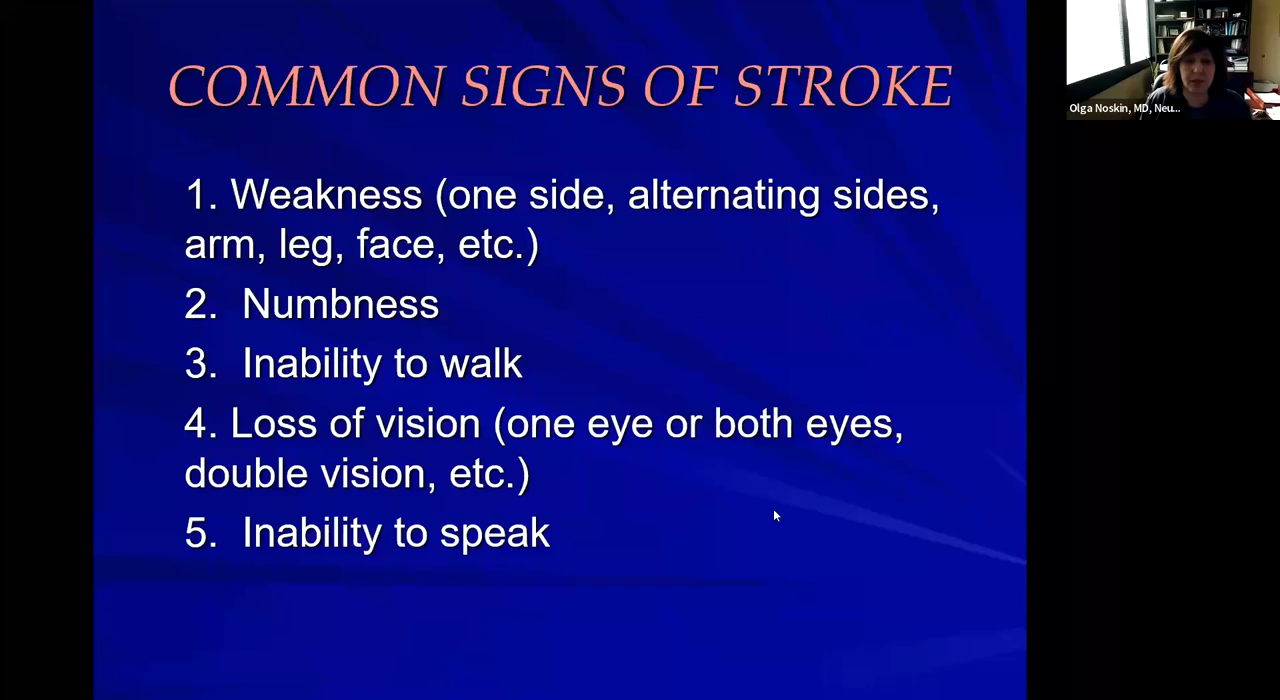 COMMON SIGNS OF STROKE
1. Weakness (one side, alternating sides,
arm, leg, face, etc.)
2. Numbness
3. Inability to walk
4. Loss of vision (one eye or both eyes,
double vision, etc.)
5. Inability to speak
Olga Noskin, MD, Neu...